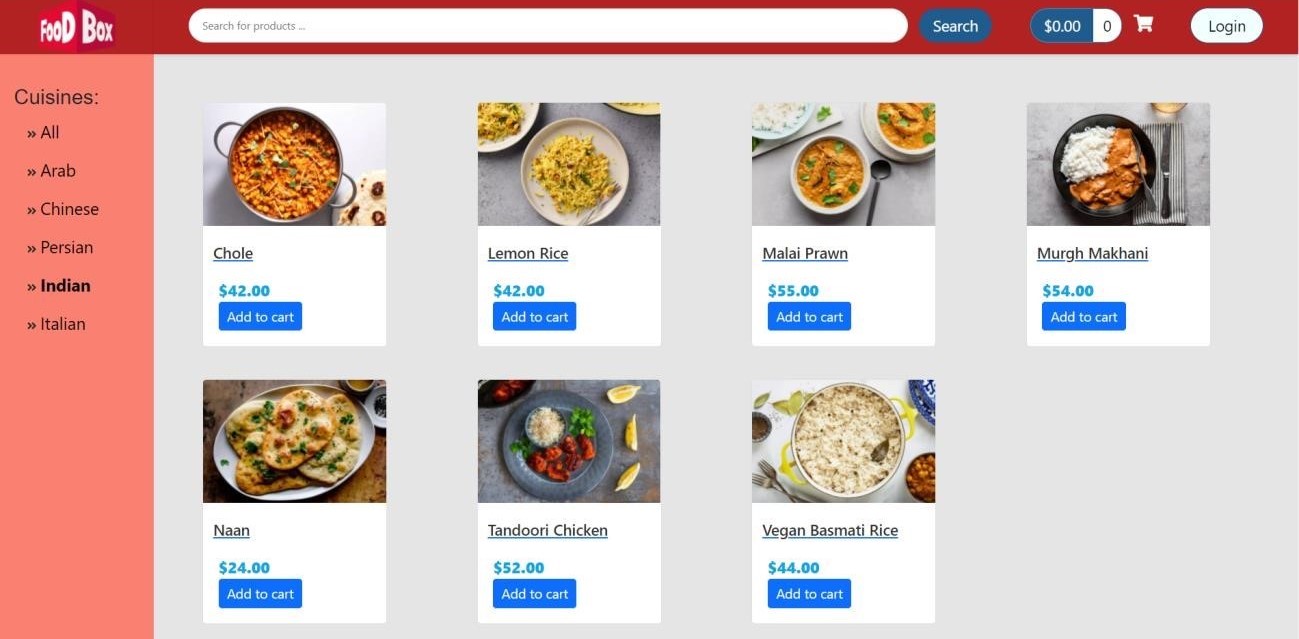 FooD Box
Search for products ...
Search
$0.00 0
Login
Cuisines:
» All
» Arab
» Chinese
» Persian
» Indian
» Italian
Chole
$42.00
Add to cart
Lemon Rice
$42.00
Add to cart
Malai Prawn
$55.00
Add to cart
Murgh Makhani
$54.00
Add to cart
Naan
$24.00
Add to cart
Tandoori Chicken
$52.00
Add to cart
Vegan Basmati Rice
$44.00
Add to cart